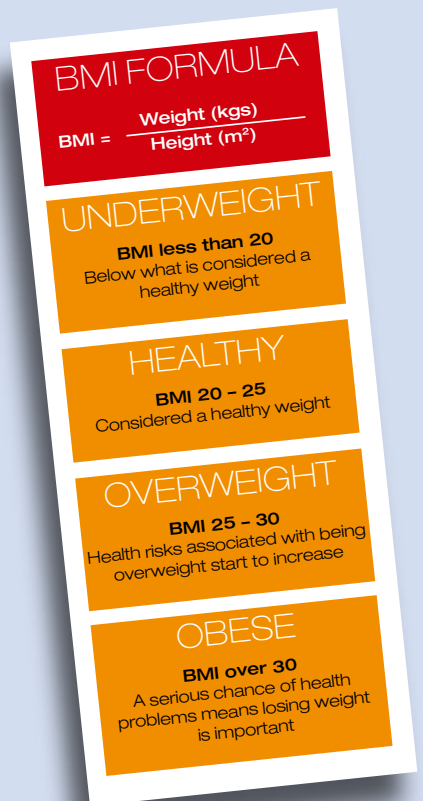 BMI FORMULA
BMI = Weight (kgs)
Height (m²)
UNDERWEIGHT
BMI less than 20
Below what is considered a
healthy weight
HEALTHY
BMI 20 – 25
Considered a healthy weight
OVERWEIGHT
BMI 25 – 30
Health risks associated with being
overweight start to increase
OBESE
BMI over 30
A serious chance of health
problems means losing weight
is important